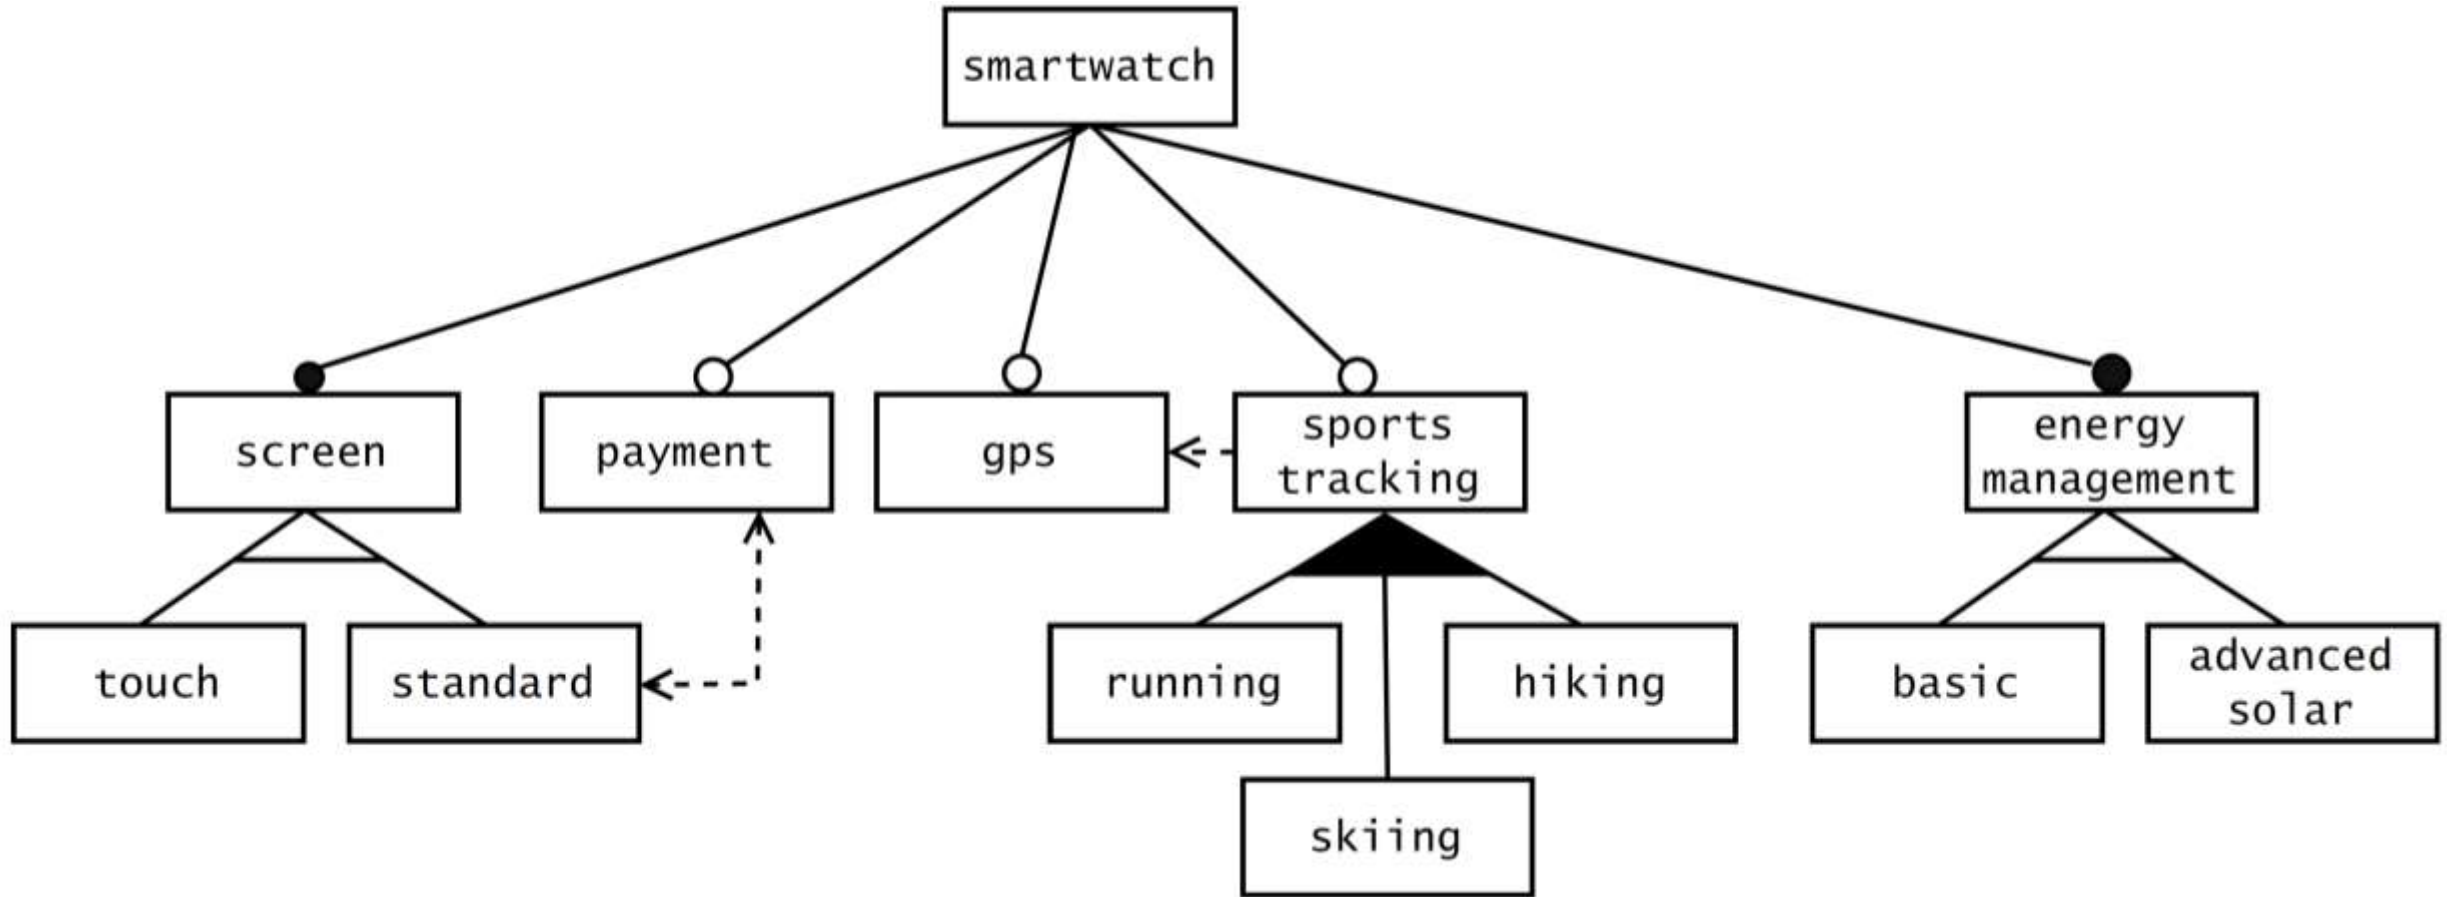 smartwatch
screen
payment
gps
sports
tracking
energy
management
touch
standard
running
hiking
basic
advanced
solar
skiing